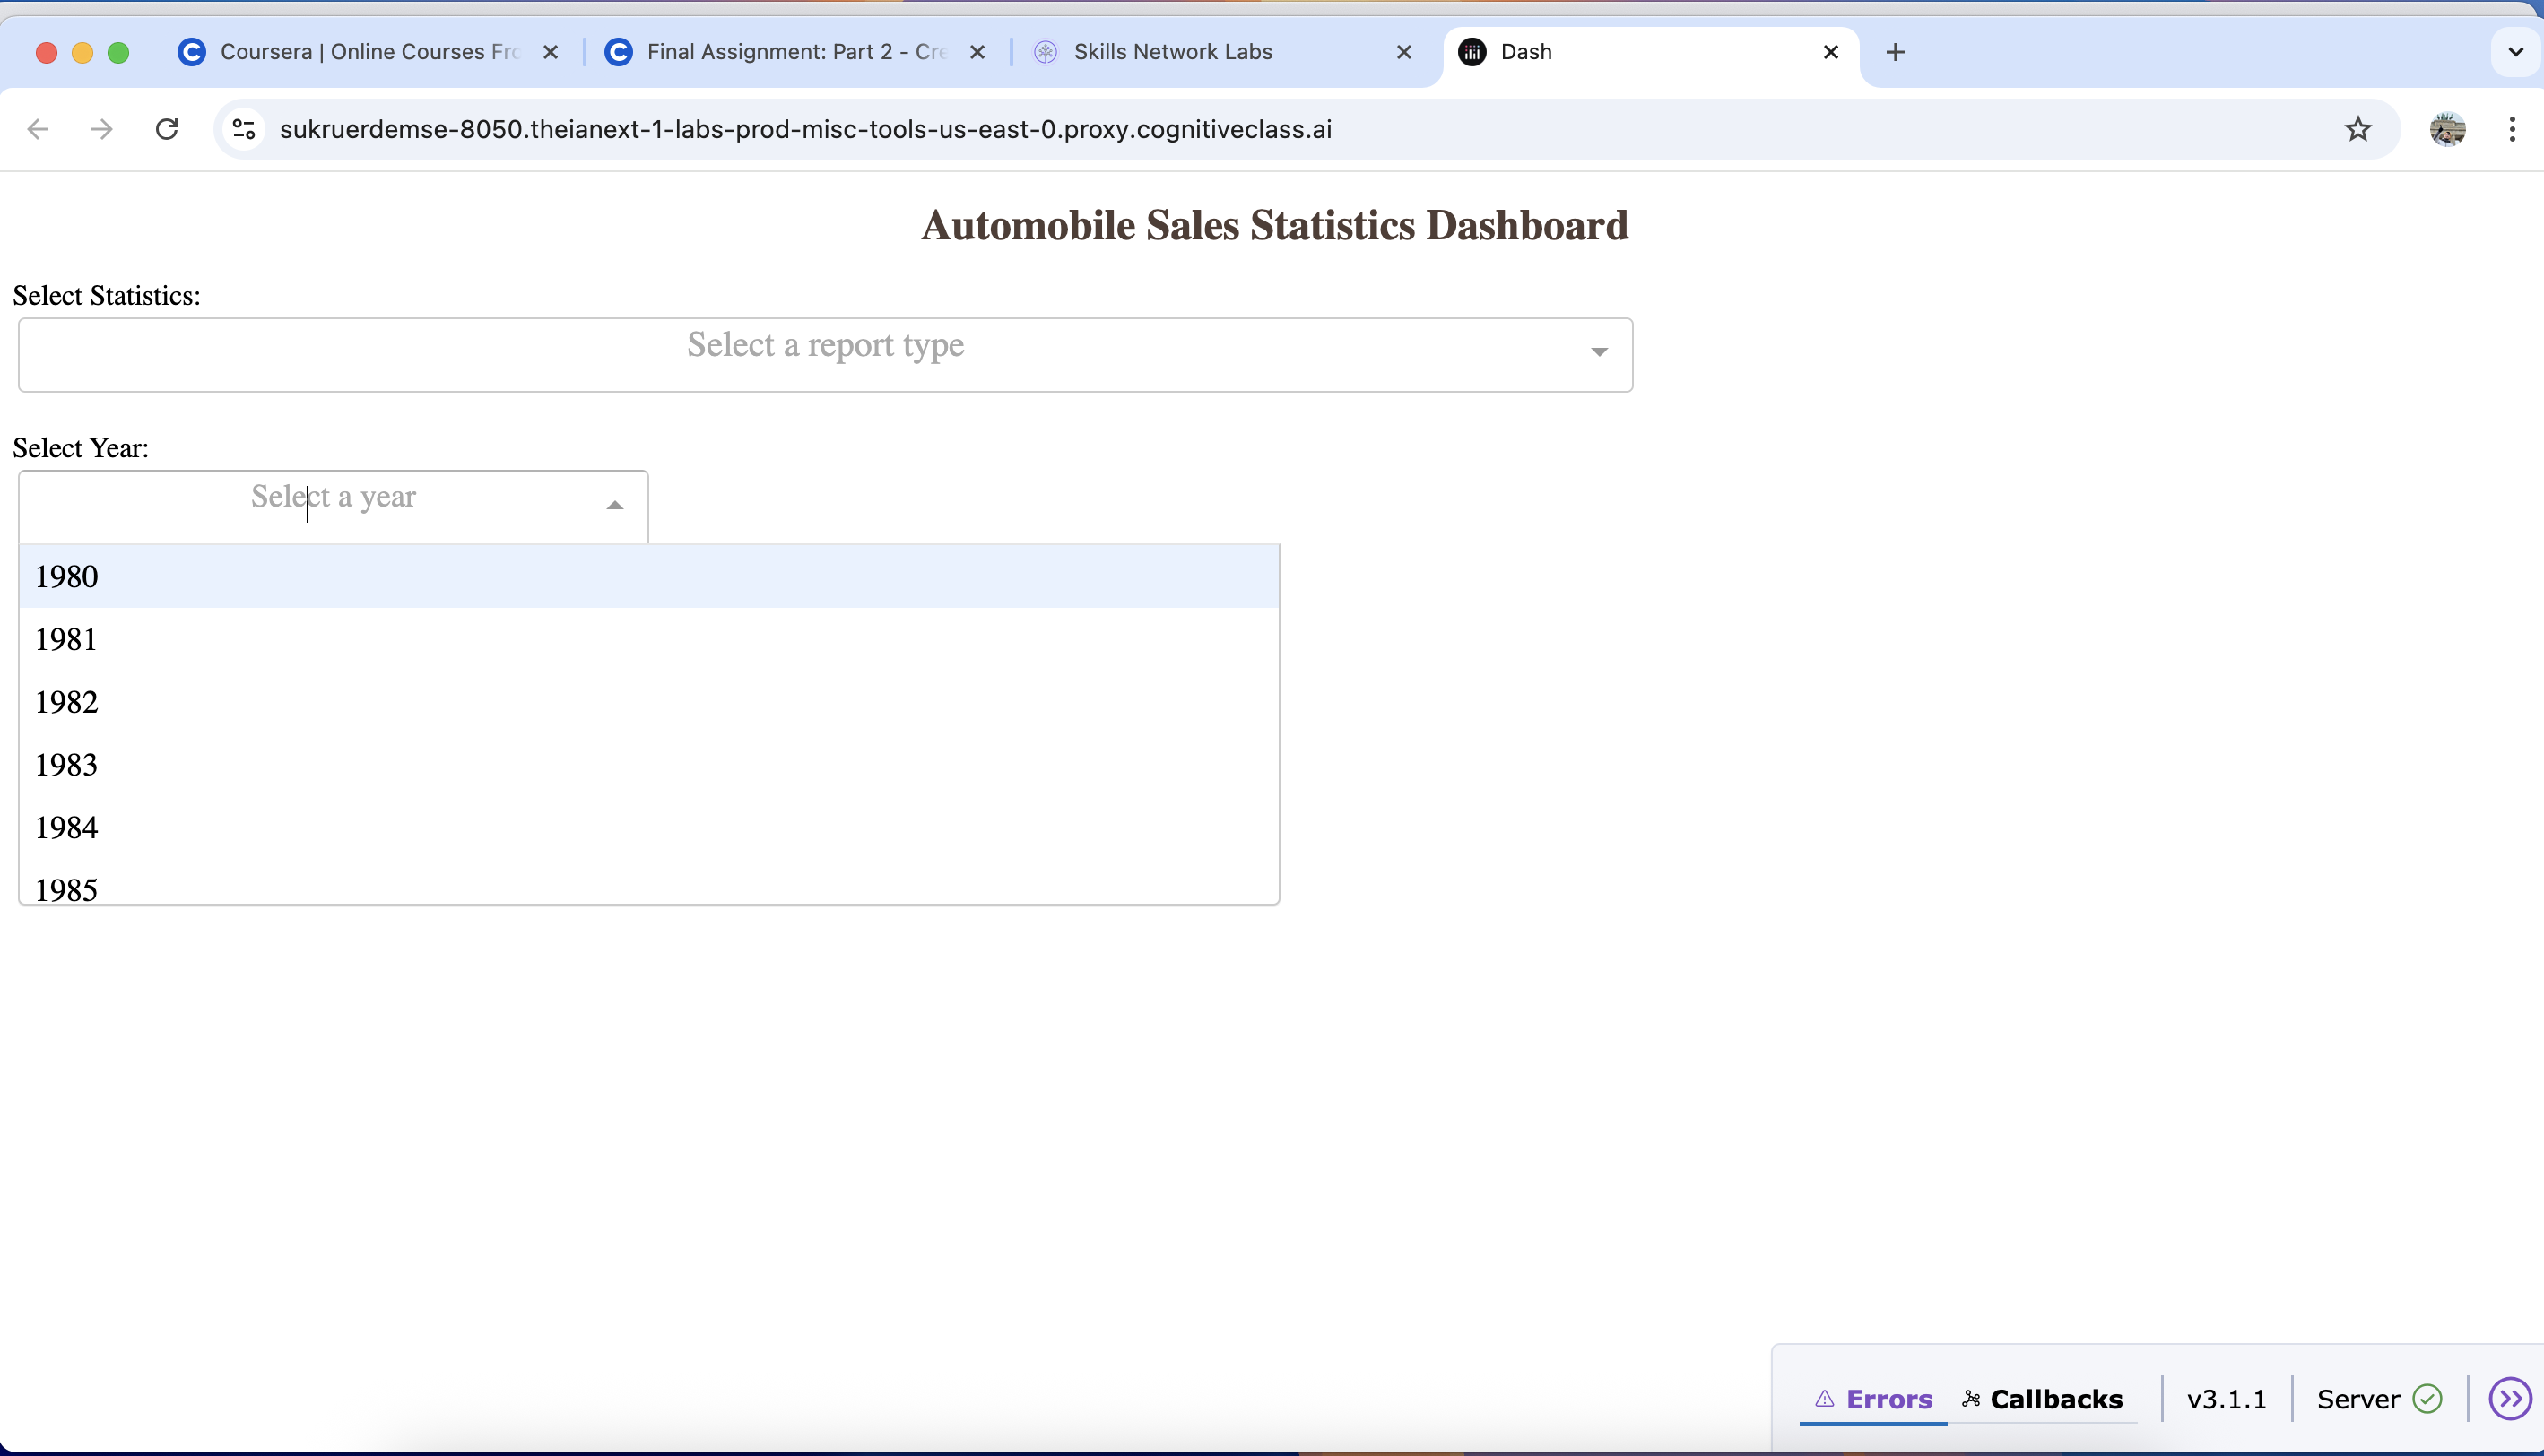 Coursera | Online Courses Fro
Final Assignment: Part 2 - Cre
Skills Network Labs
Dash
sukruerdemse-8050.theianext-1-labs-prod-misc-tools-us-east-0.proxy.cognitiveclass.ai
Automobile Sales Statistics Dashboard
Select Statistics:
Select a report type
Select Year:
Select a year
1980
1981
1982
1983
1984
1985
Errors Callbacks v3.1.1 Server